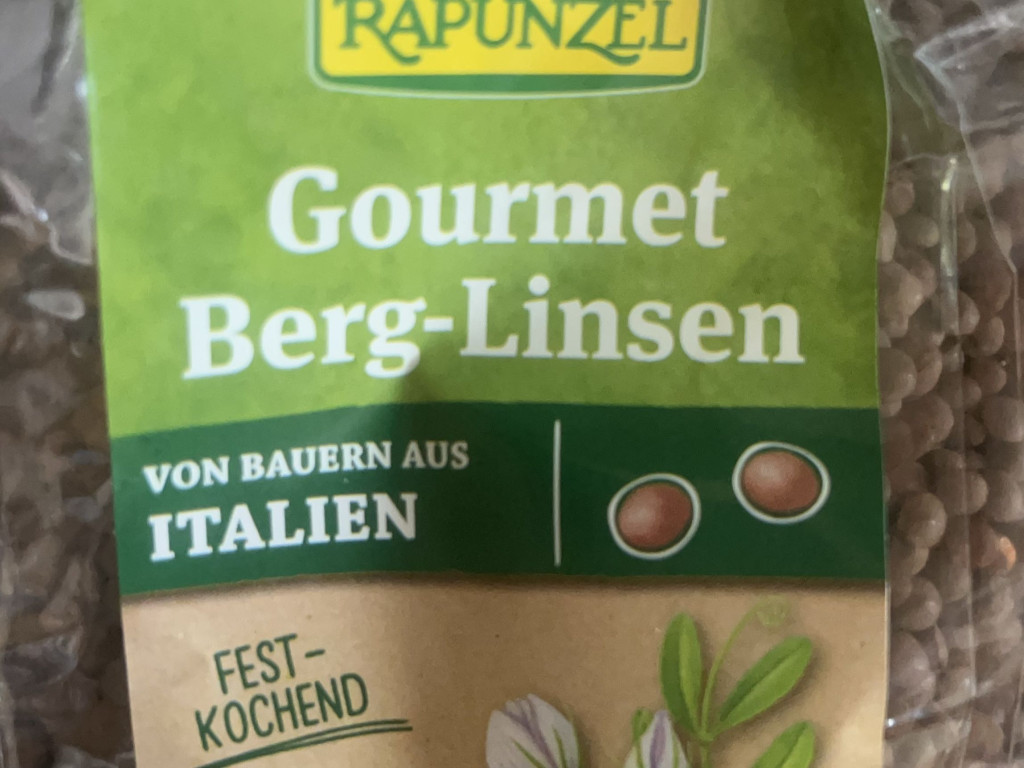 RAPUNZEL
Gourmet
Berg-Linsen
VON BAUERN AUS
ITALIEN
FEST-
KOCHEND